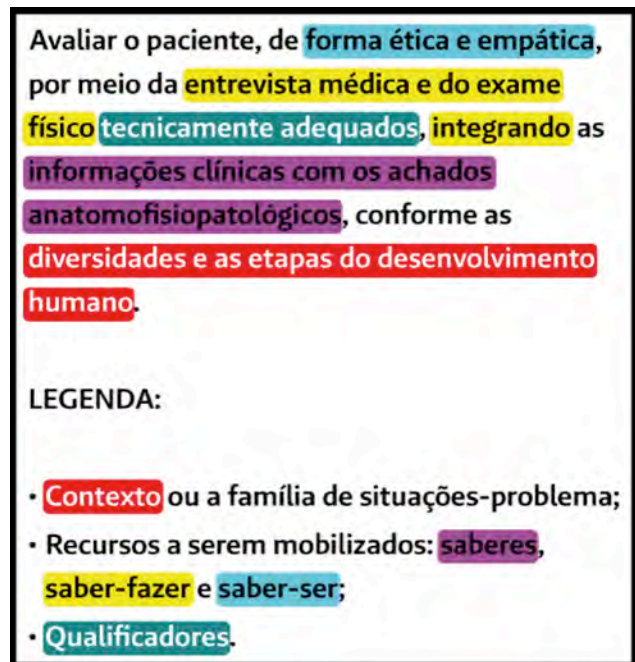 Avaliar o paciente, de forma ética e empática,
por meio da entrevista médica e do exame
físico tecnicamente adequados, integrando as
informações clínicas com os achados
anatomofisiopatológicos, conforme as
diversidades e as etapas do desenvolvimento
humano.
LEGENDA:
• Contexto ou a família de situações-problema;
• Recursos a serem mobilizados: saberes,
saber-fazer e saber-ser;
• Qualificadores.